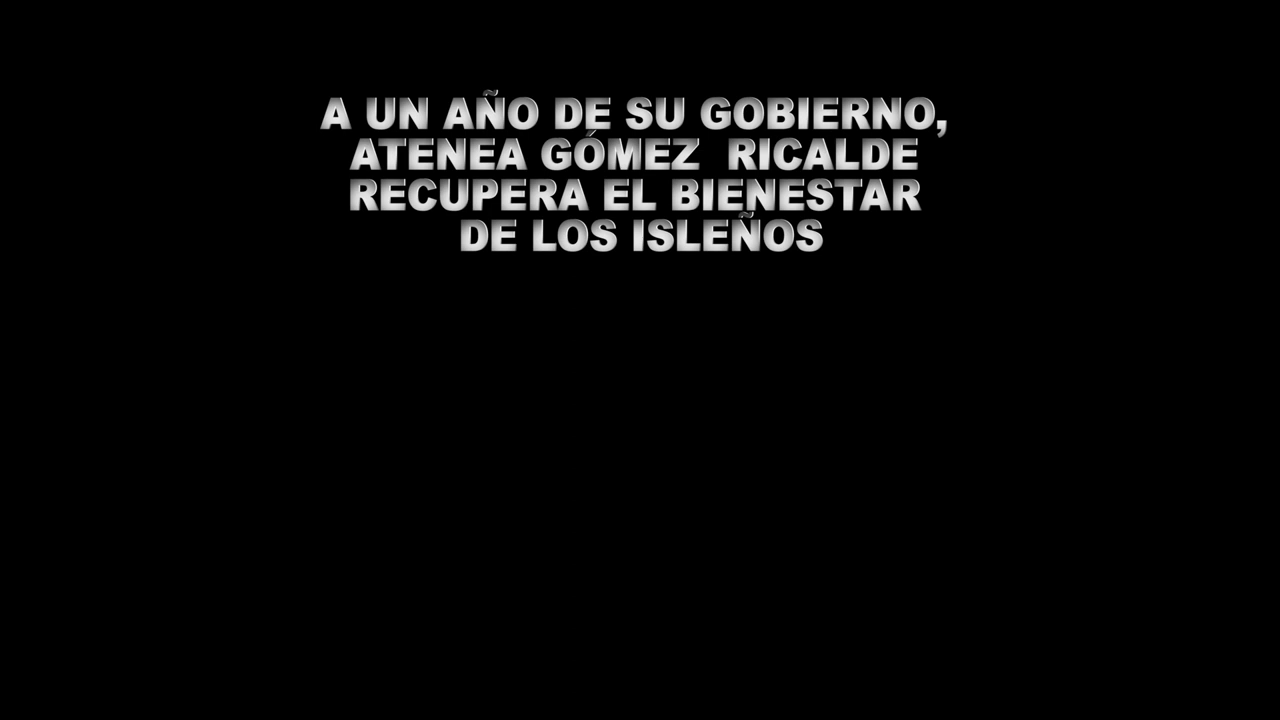 A UN AÑO DE SU GOBIERNO,
ATENEA GÓMEZ  RICALDE
RECUPERA EL BIENESTAR
DE LOS ISLEÑOS